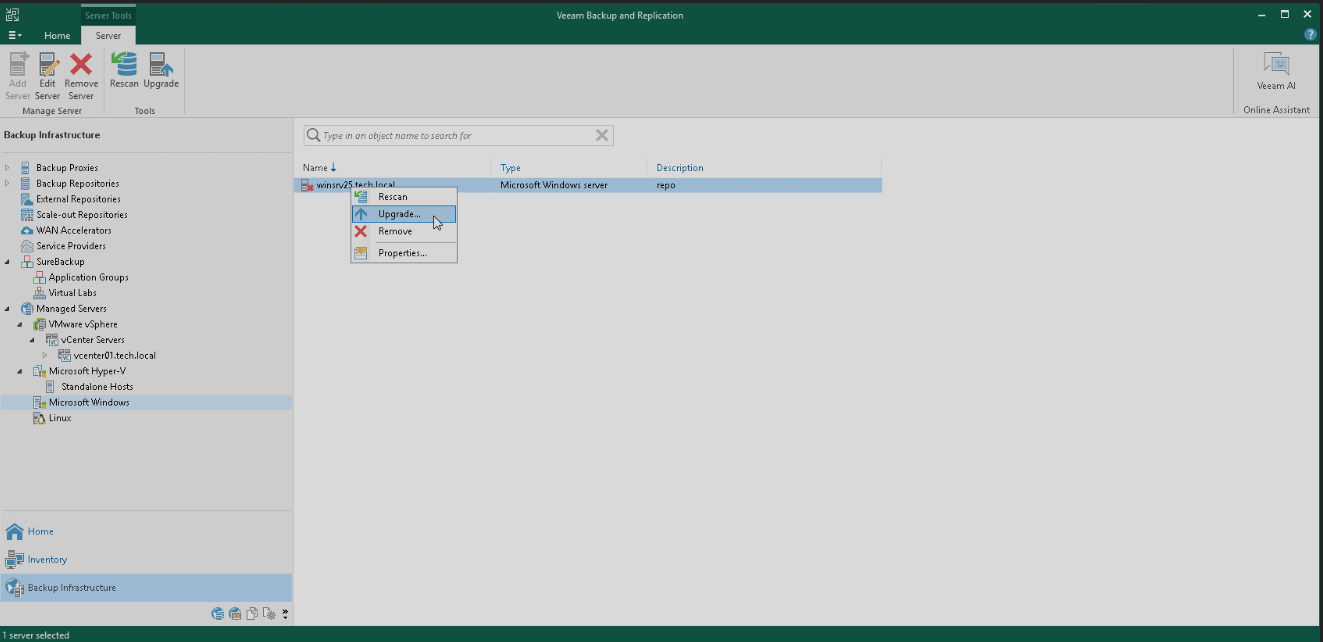 Server Tools
Veeam Backup and Replication
Home
Server
Add Server
Edit Server
Remove Server
Rescan
Upgrade
Manage Server
Tools
Veeam AI
Online Assistant
Backup Infrastructure
Type in an object name to search for
Backup Proxies
Backup Repositories
External Repositories
Scale-out Repositories
WAN Accelerators
Service Providers
SureBackup
Application Groups
Virtual Labs
Managed Servers
VMware vSphere
vCenter Servers
vcenter01.tech.local
Microsoft Hyper-V
Standalone Hosts
Microsoft Windows
Linux
Name Type Description
winsrv25.tech.local Microsoft Windows server repo
Rescan
Upgrade...
Remove
Properties...
Home
Inventory
Backup Infrastructure
1 server selected